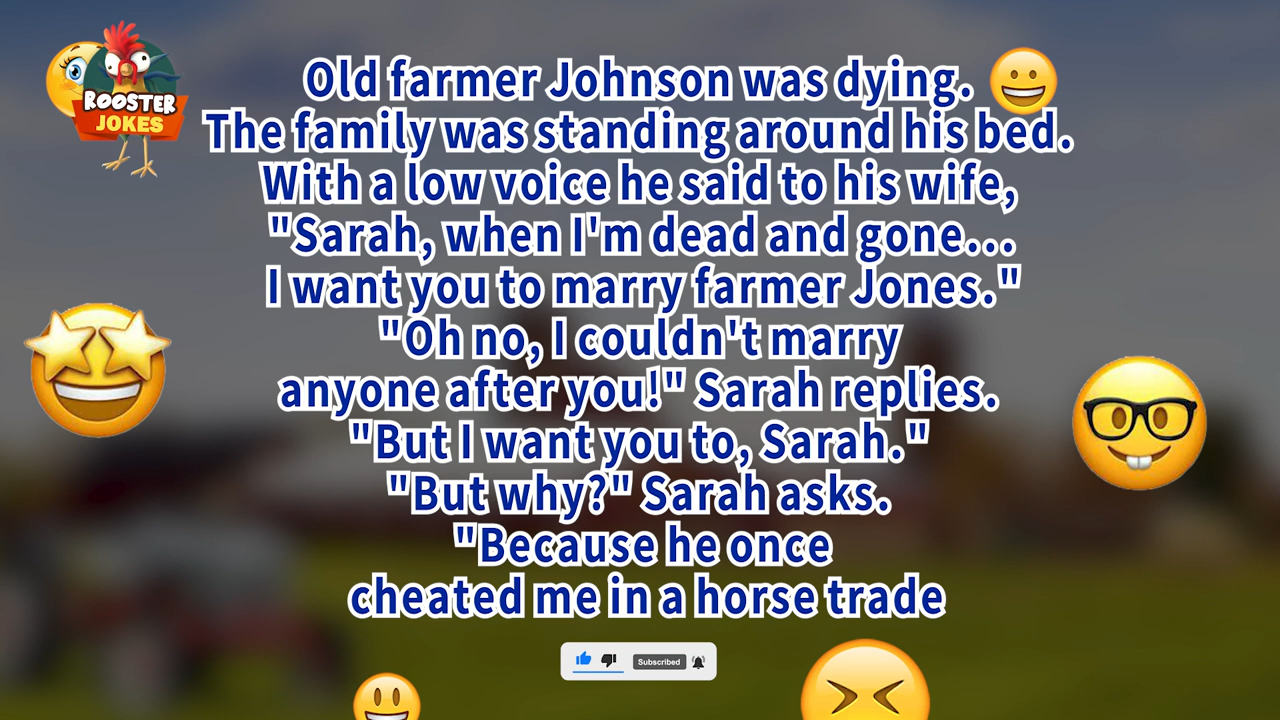 ROOSTER
JOKES
Old farmer Johnson was dying.
The family was standing around his bed.
With a low voice he said to his wife,
"Sarah, when I'm dead and gone...
I want you to marry farmer Jones."
"Oh no, I couldn't marry
anyone after you!" Sarah replies.
"But I want you to, Sarah."
"But why?" Sarah asks.
"Because he once
cheated me in a horse trade
Subscribed